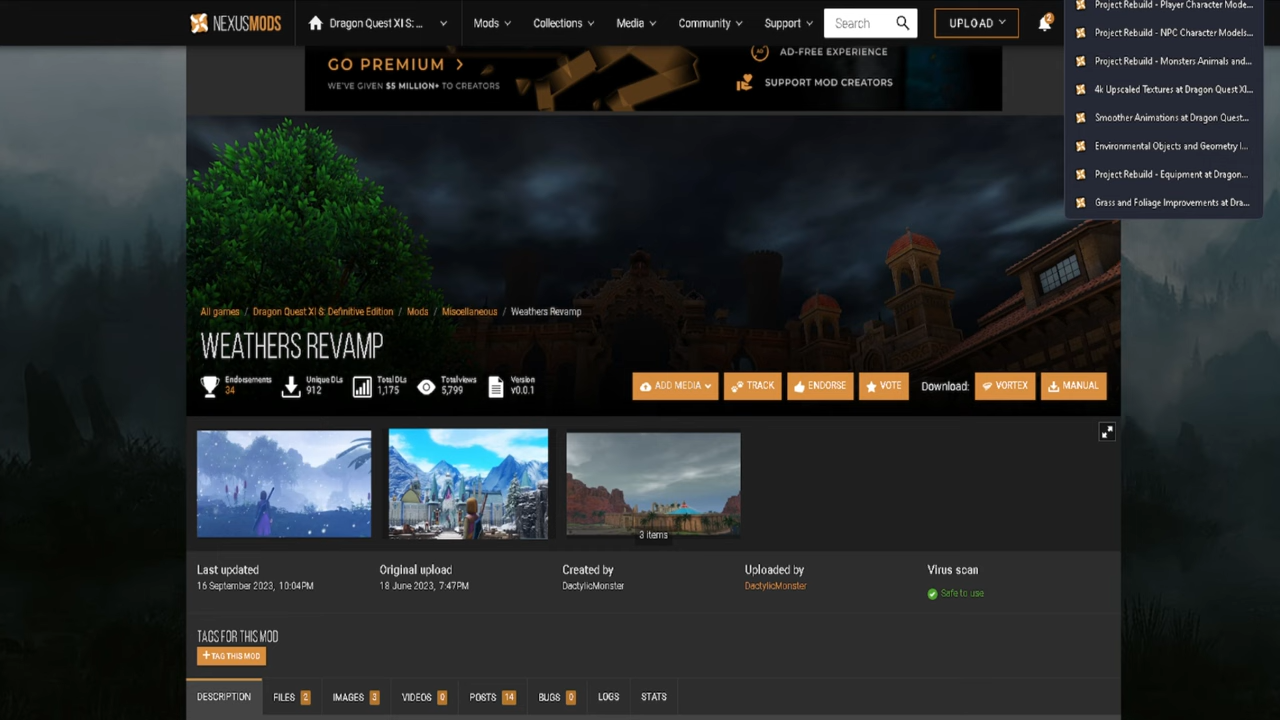 NEXUSMODS
Dragon Quest XI S: ...
Mods
Collections
Media
Community
Support
Search
UPLOAD
2
Project Rebuild - Player Character Mode...
Project Rebuild - NPC Character Models...
Project Rebuild - Monsters Animals and...
4k Upscaled Textures at Dragon Quest XI...
Smoother Animations at Dragon Quest...
Environmental Objects and Geometry I...
Project Rebuild - Equipment at Dragon...
Grass and Foliage Improvements at Dra...
GO PREMIUM >
WE'VE GIVEN $5 MILLION+ TO CREATORS
AD
AD-FREE EXPERIENCE
SUPPORT MOD CREATORS
All games / Dragon Quest XI S: Definitive Edition / Mods / Miscellaneous / Weathers Revamp
WEATHERS REVAMP
Endorsements
34
Unique DLs
912
Total DLs
1,175
Total views
5,799
Version
v0.0.1
ADD MEDIA
TRACK
ENDORSE
VOTE
Download:
VORTEX
MANUAL
3 items
Last updated
16 September 2023, 10:04PM
Original upload
18 June 2023, 7:47PM
Created by
DactylicMonster
Uploaded by
DactylicMonster
Virus scan
Safe to use
TAGS FOR THIS MOD
+ TAG THIS MOD
DESCRIPTION
FILES 2
IMAGES 3
VIDEOS 0
POSTS 14
BUGS 0
LOGS
STATS